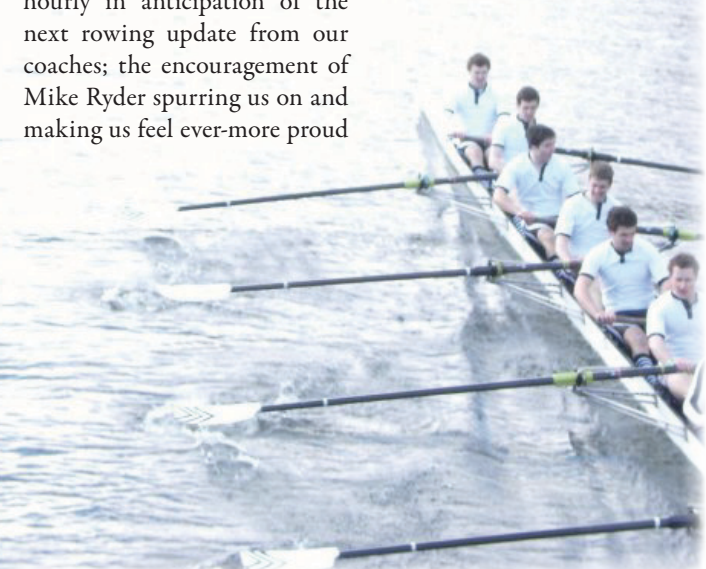 hourly in anticipation of the
next rowing update from our
coaches; the encouragement of
Mike Ryder spurring us on and
making us feel ever-more proud